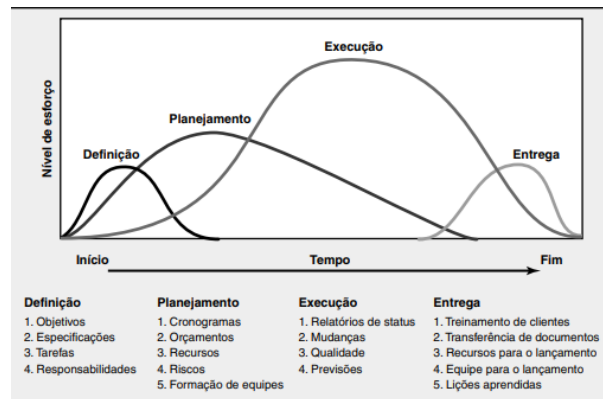 Nível de esforço
Execução
Planejamento
Definição
Entrega
Início
Tempo
Fim
Definição
1. Objetivos
2. Especificações
3. Tarefas
4. Responsabilidades
Planejamento
1. Cronogramas
2. Orçamentos
3. Recursos
4. Riscos
5. Formação de equipes
Execução
1. Relatórios de status
2. Mudanças
3. Qualidade
4. Previsões
Entrega
1. Treinamento de clientes
2. Transferência de documentos
3. Recursos para o lançamento
4. Equipe para o lançamento
5. Lições aprendidas